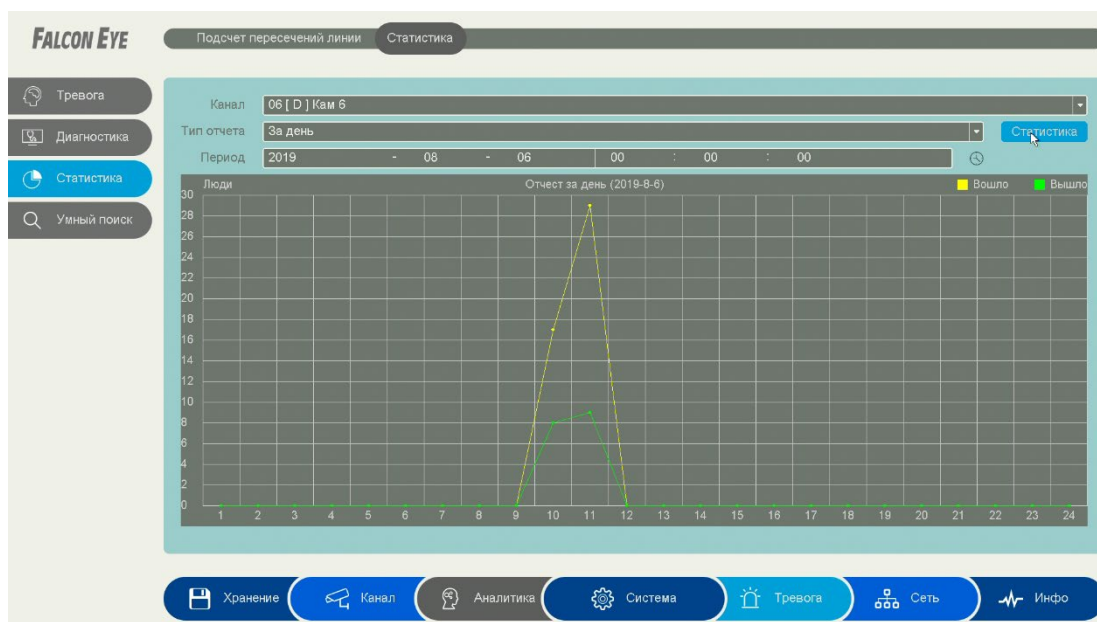 FALCON EYE
Подсчет пересечений линии Статистика
Тревога
Диагностика
Статистика
Умный поиск
Канал 06 [ D ] Кам 6
Тип отчета За день Статистика
Период 2019 - 08 - 06 00 : 00 : 00
Люди Отчест за день (2019-8-6) Вошло Вышло
30
28
26
24
22
20
18
16
14
12
10
8
6
4
2
0
1 2 3 4 5 6 7 8 9 10 11 12 13 14 15 16 17 18 19 20 21 22 23 24
Хранение Канал Аналитика Система Тревога Сеть Инфо